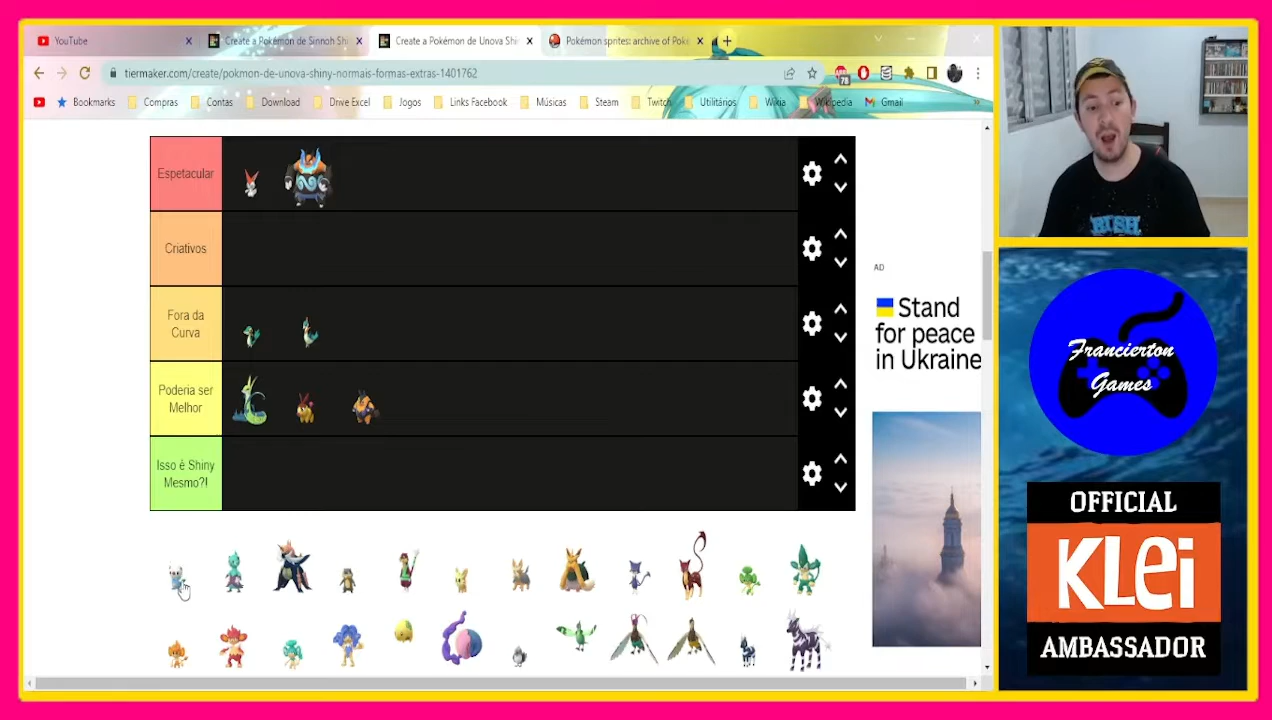 YouTube
Create a Pokémon de Sinnoh Shi
Create a Pokémon de Unova Shin
Pokémon sprites: archive of Poké
tiermaker.com/create/pokmon-de-unova-shiny-normais-formas-extras-1401762
78
Bookmarks
Compras
Contas
Download
Drive Excel
Jogos
Links Facebook
Músicas
Steam
Twitch
Utilitários
Wikia
Wikipédia
Gmail
Espetacular
Criativos
Fora da
Curva
Poderia ser
Melhor
Isso é Shiny
Mesmo?!
AD
Stand
for peace
in Ukraine
Francierton
Games
OFFICIAL
KLei
AMBASSADOR